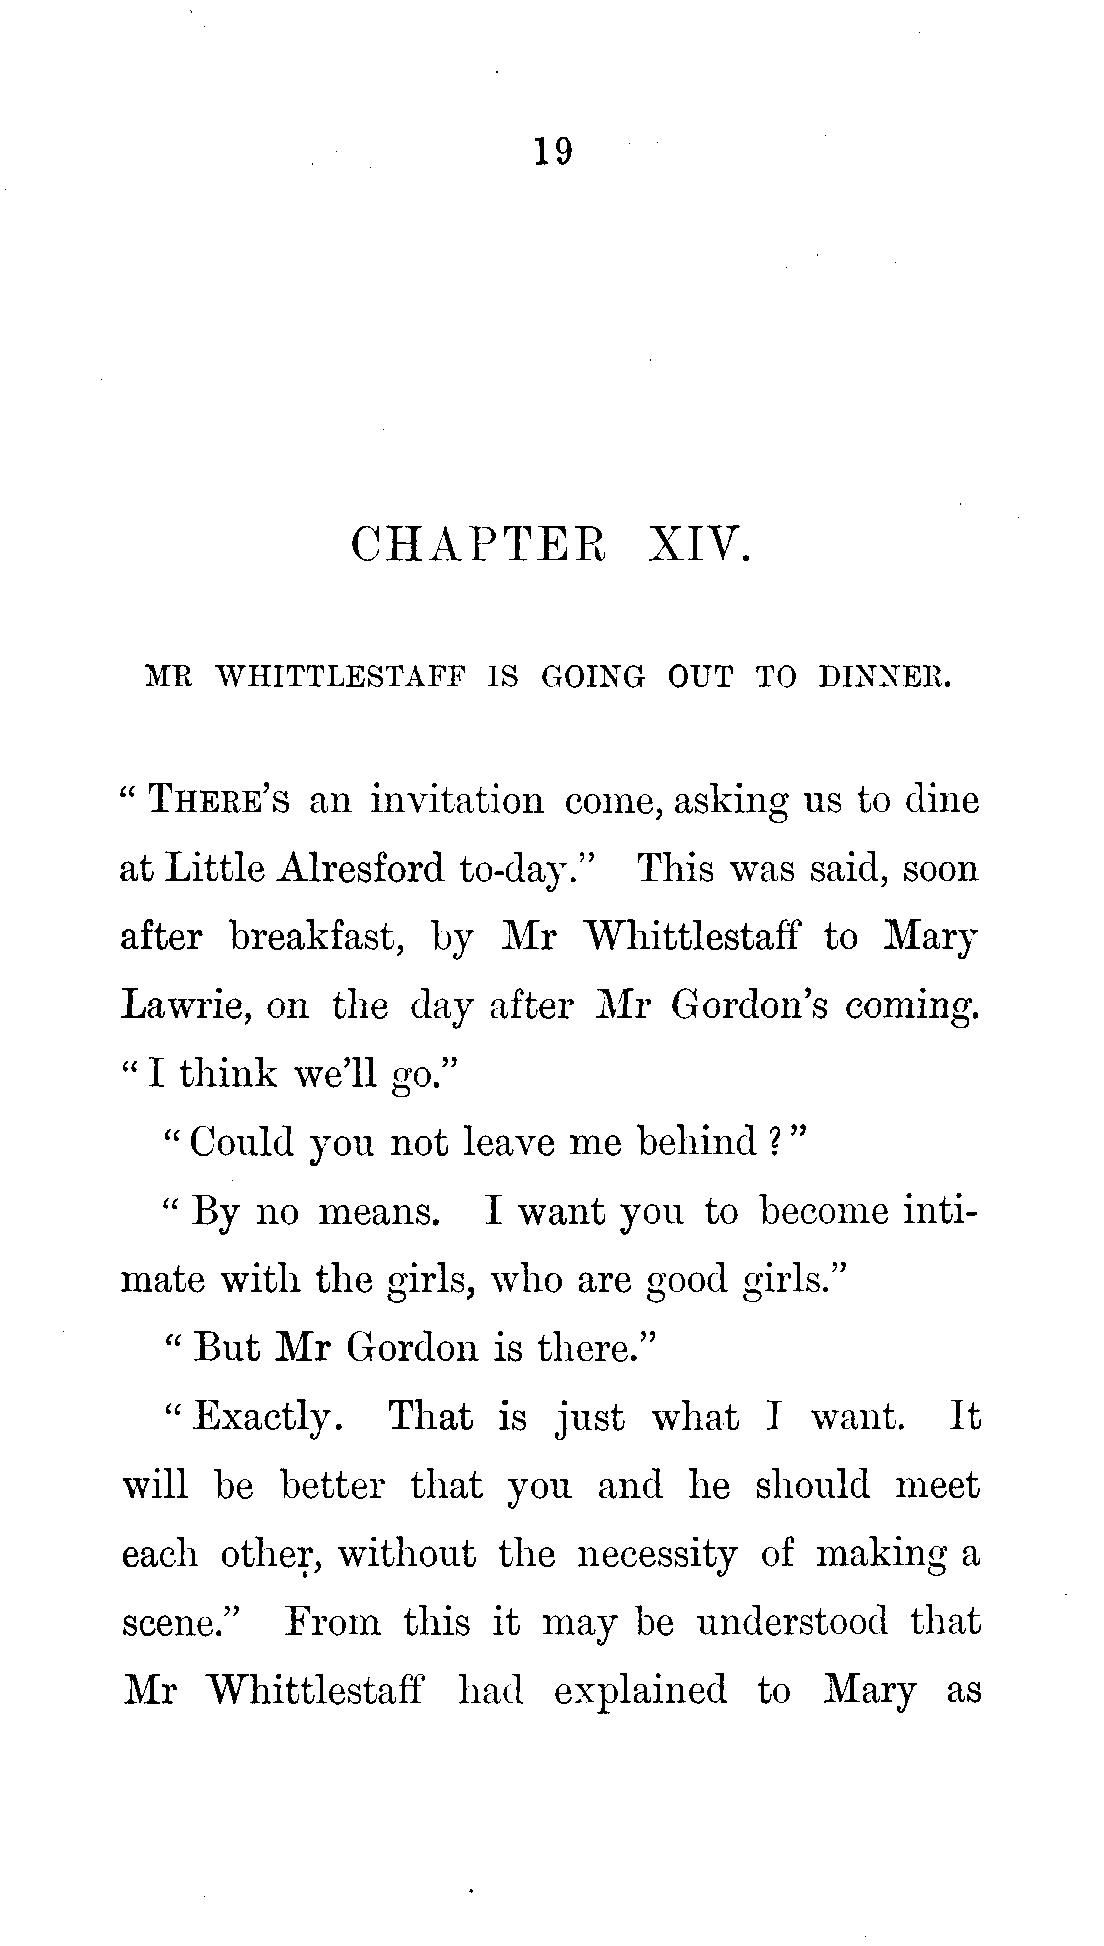 19
CHAPTER XIV.
MR WHITTLESTAFF IS GOING OUT TO DINNER.
“ THERE’S an invitation come, asking us to dine
at Little Alresford to-day.” This was said, soon
after breakfast, by Mr Whittlestaff to Mary
Lawrie, on the day after Mr Gordon’s coming.
“ I think we’ll go.”
“ Could you not leave me behind ? ”
“ By no means. I want you to become inti-
mate with the girls, who are good girls.”
“ But Mr Gordon is there.”
“ Exactly. That is just what I want. It
will be better that you and he should meet
each other, without the necessity of making a
scene.” From this it may be understood that
Mr Whittlestaff had explained to Mary as